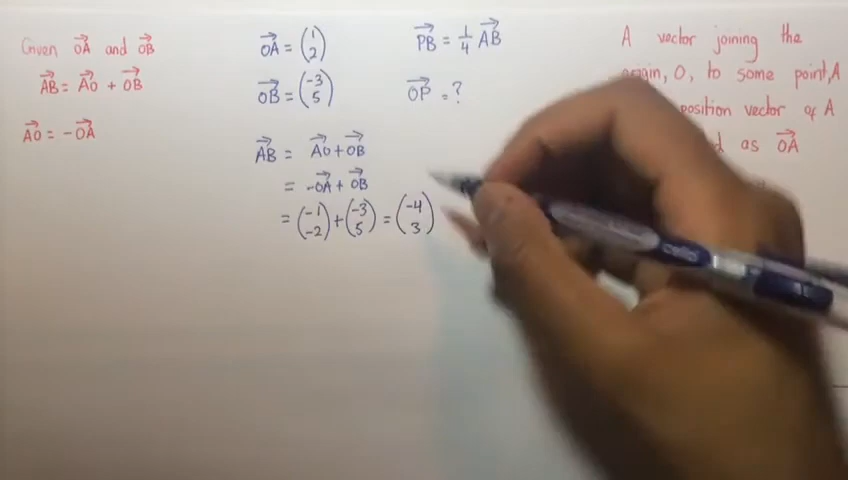 Given →OA and →OB
→AB = →AO + →OB
→AO = -→OA
→OA = (1 2)
→OB = (-3 5)
→AB = →AO + →OB
= -→OA + →OB
= (-1 -2) + (-3 5) = (-4 3)
→PB = 1/4 →AB
→OP = ?
A vector joining the
origin, O, to some point, A
position vector of A
as →OA
cello